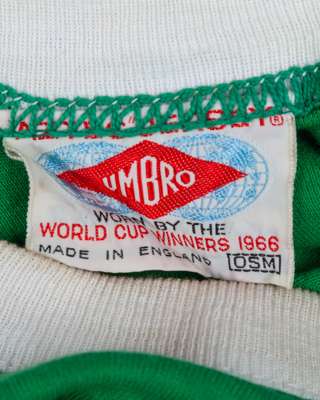 UMBRO
WORN BY THE
WORLD CUP WINNERS 1966
MADE IN ENGLAND OSM